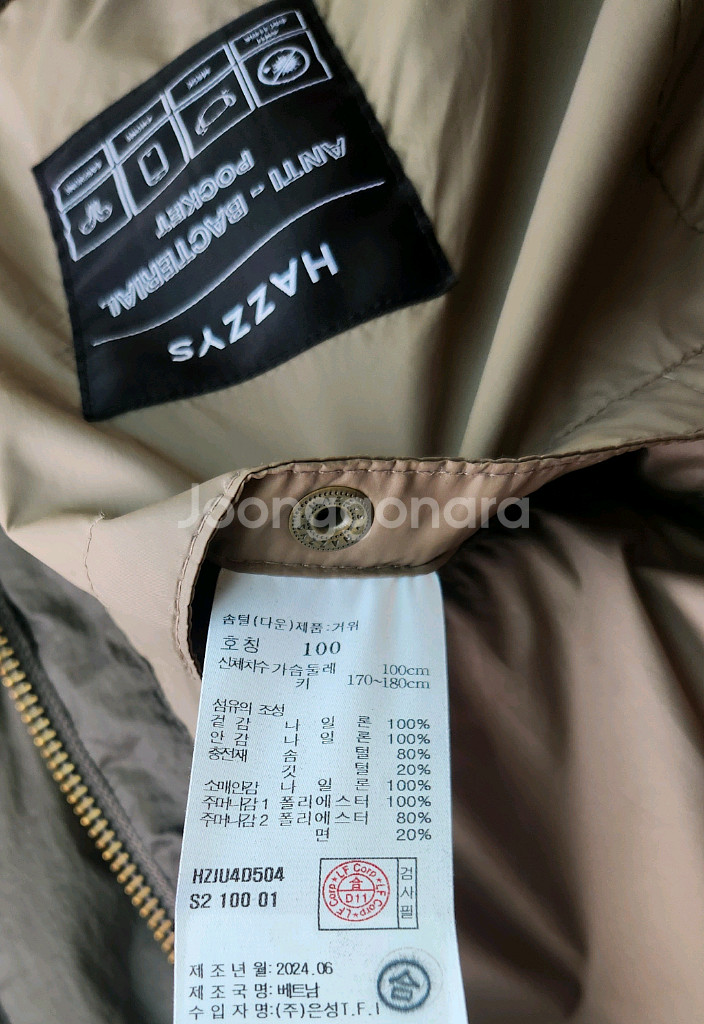 HAZZYS
ANTI-BACTERIAL
POCKET
Joongonara
솜털(다운)제품:거위
호칭 100
신체치수 가슴둘레 100cm
키 170~180cm
섬유의 조성
겉감 나일론 100%
안감 나일론 100%
충전재 솜털 80%
깃털 20%
소매안감 나일론 100%
주머니감1 폴리에스터 100%
주머니감2 폴리에스터 80%
면 20%
HZJU4D504
S2 100 01
LF Corp ★ LF Corp ★ LF Corp ★
合
D11
검사필
제조년월:2024.06
제조국명:베트남
수입자명:(주)은성T.F.I
合